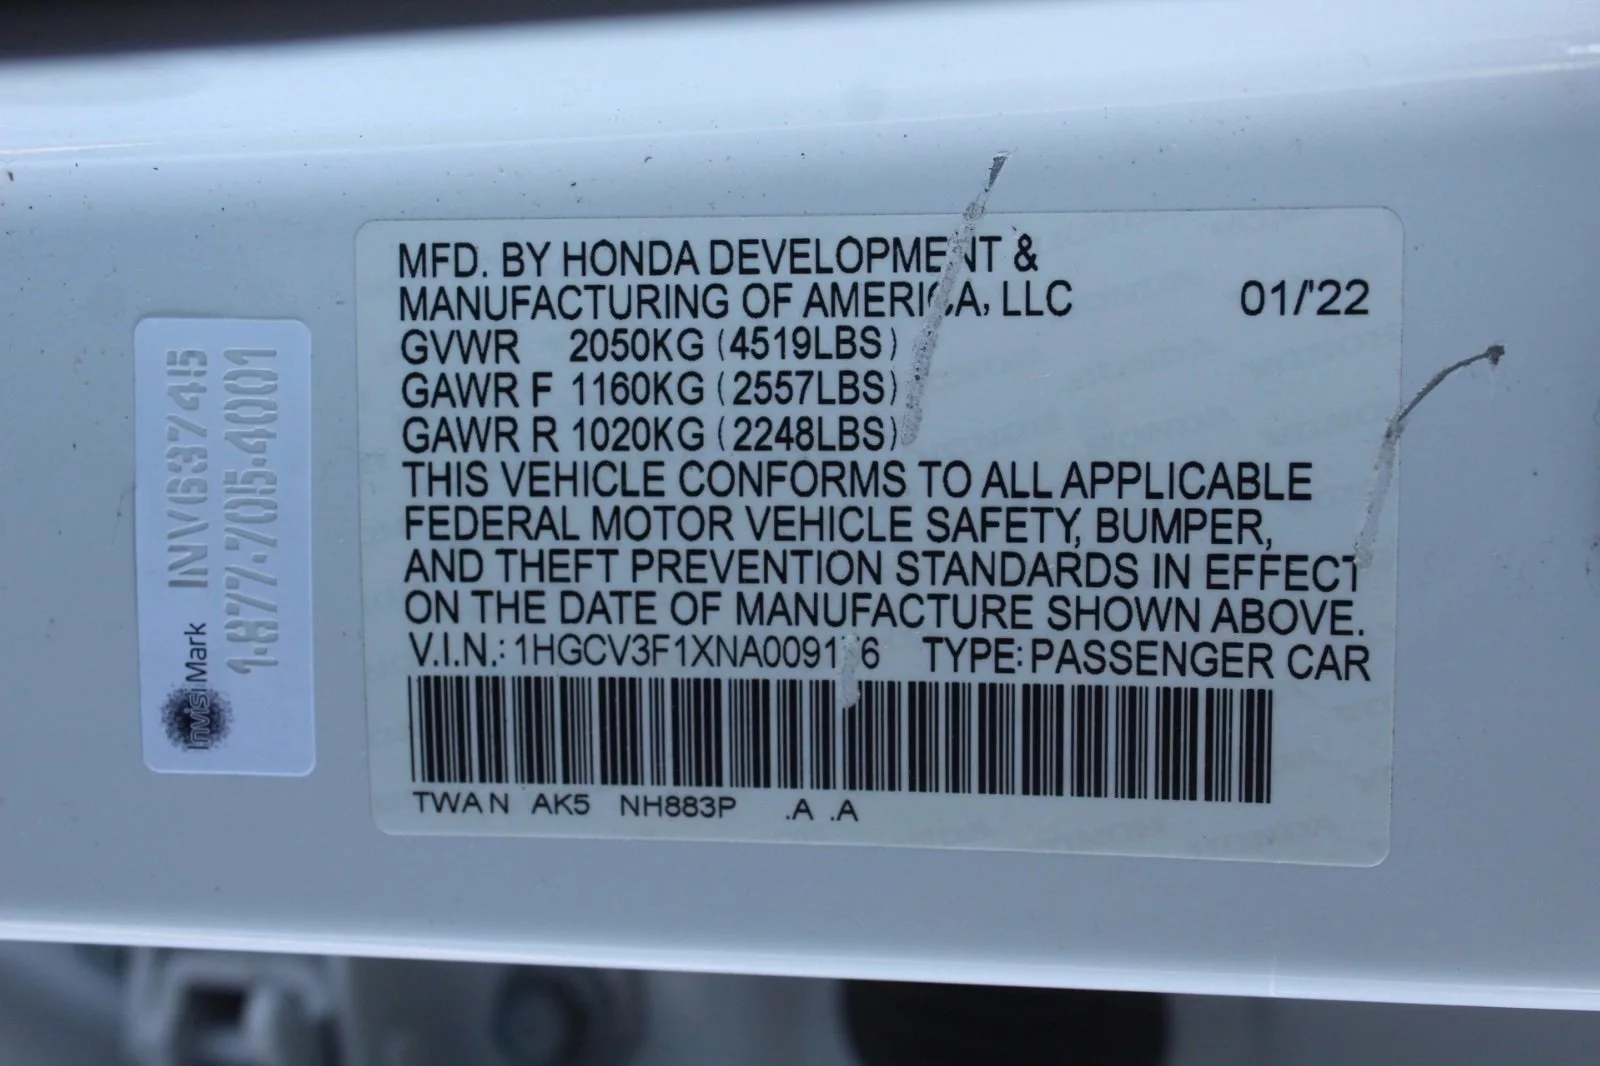 MFD. BY HONDA DEVELOPMENT &
MANUFACTURING OF AMERICA, LLC 01/'22
GVWR 2050KG (4519LBS)
GAWR F 1160KG (2557LBS)
GAWR R 1020KG (2248LBS)
THIS VEHICLE CONFORMS TO ALL APPLICABLE
FEDERAL MOTOR VEHICLE SAFETY, BUMPER,
AND THEFT PREVENTION STANDARDS IN EFFECT
ON THE DATE OF MANUFACTURE SHOWN ABOVE.
V.I.N.: TYPE: PASSENGER CAR
TWAN AK5 NH883P .A .A
InvisiMark INV633745
1-877-705-4001